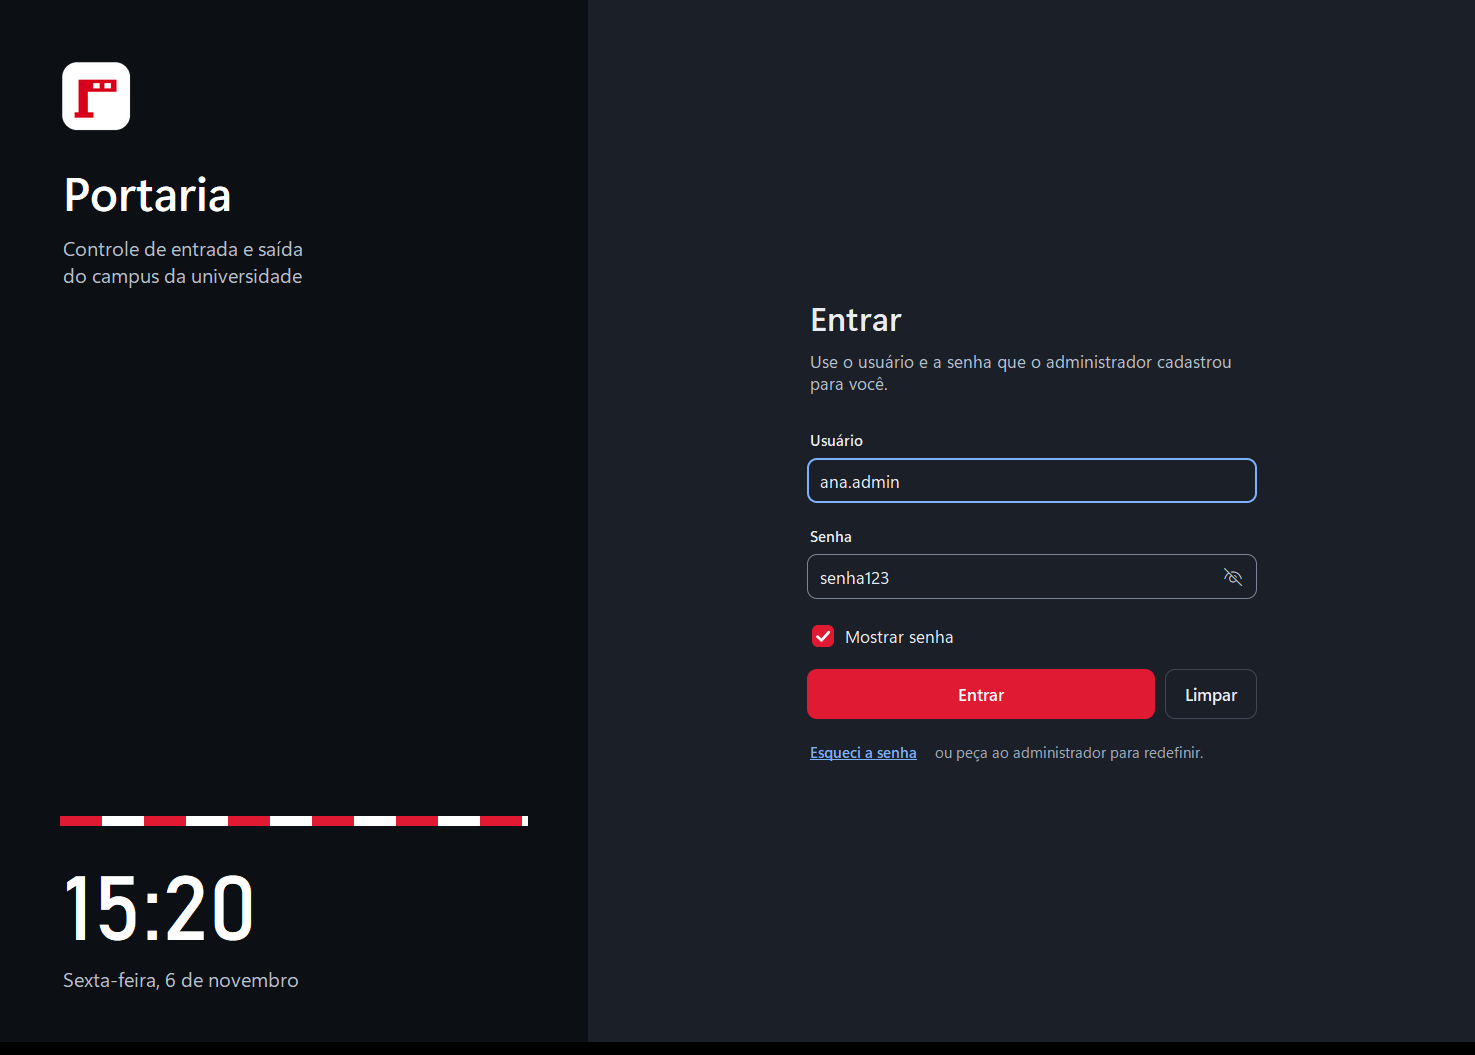 Portaria
Controle de entrada e saída
do campus da universidade
15:20
Sexta-feira, 6 de novembro
Entrar
Use o usuário e a senha que o administrador cadastrou
para você.
Usuário
ana.admin
Senha
senha123
Mostrar senha
Entrar
Limpar
Esqueci a senha ou peça ao administrador para redefinir.